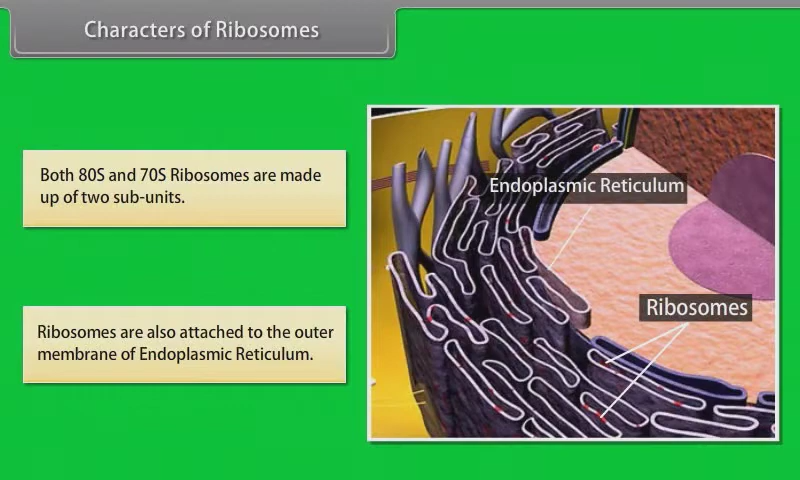 Characters of Ribosomes
Both 80S and 70S Ribosomes are made
up of two sub-units.
Ribosomes are also attached to the outer
membrane of Endoplasmic Reticulum.
Endoplasmic Reticulum
Ribosomes